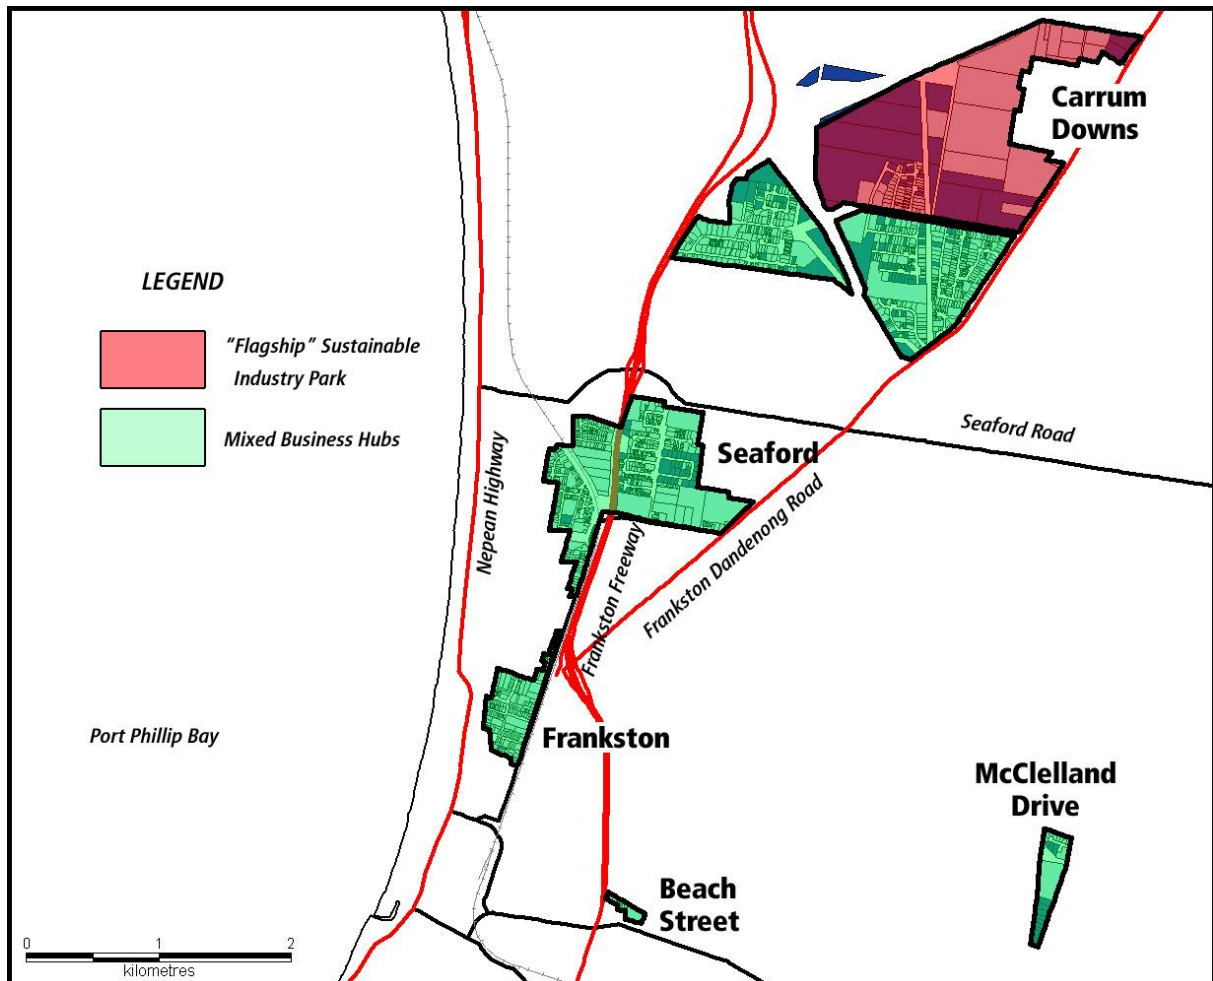 Carrum
Downs
LEGEND
“Flagship” Sustainable
Industry Park
Mixed Business Hubs
Seaford Road
Seaford
Nepean Highway
Frankston Freeway
Frankston Dandenong Road
Port Phillip Bay
Frankston
McClelland
Drive
Beach
Street
0 1 2
kilometres